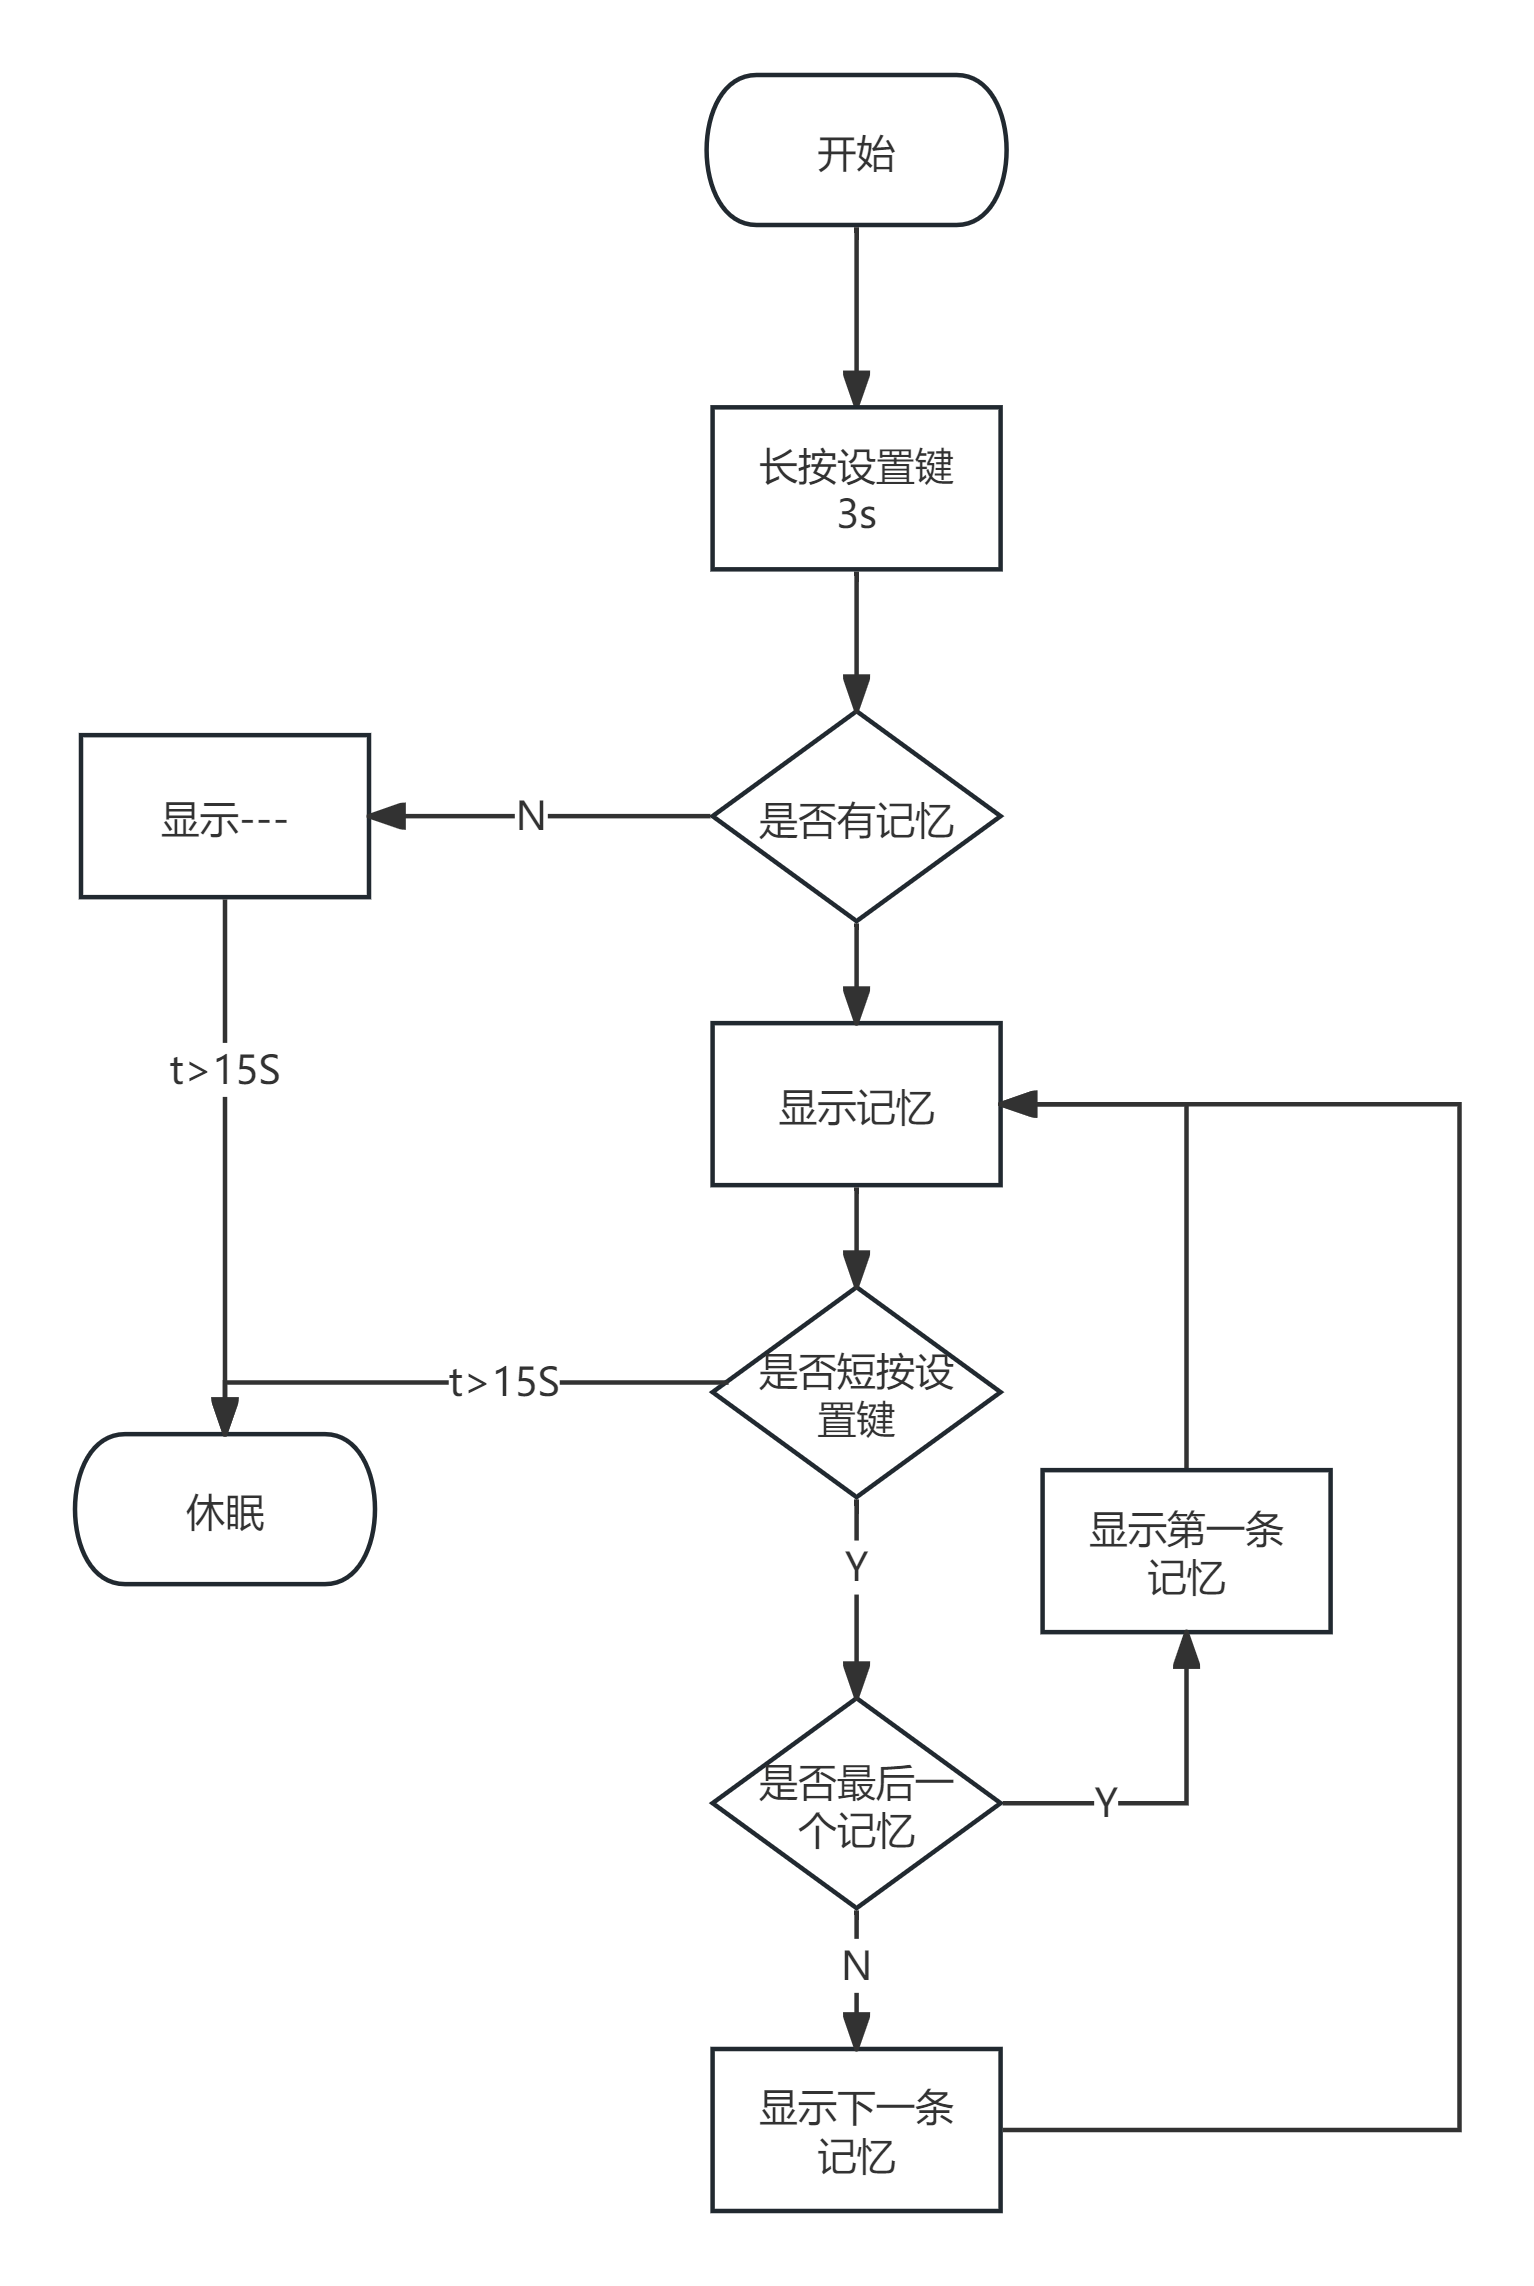 开始
长按设置键
3s
是否有记忆
N
显示---
显示记忆
t>15S
是否短按设
置键
t>15S
休眠
Y
显示第一条
记忆
是否最后一
个记忆
Y
N
显示下一条
记忆